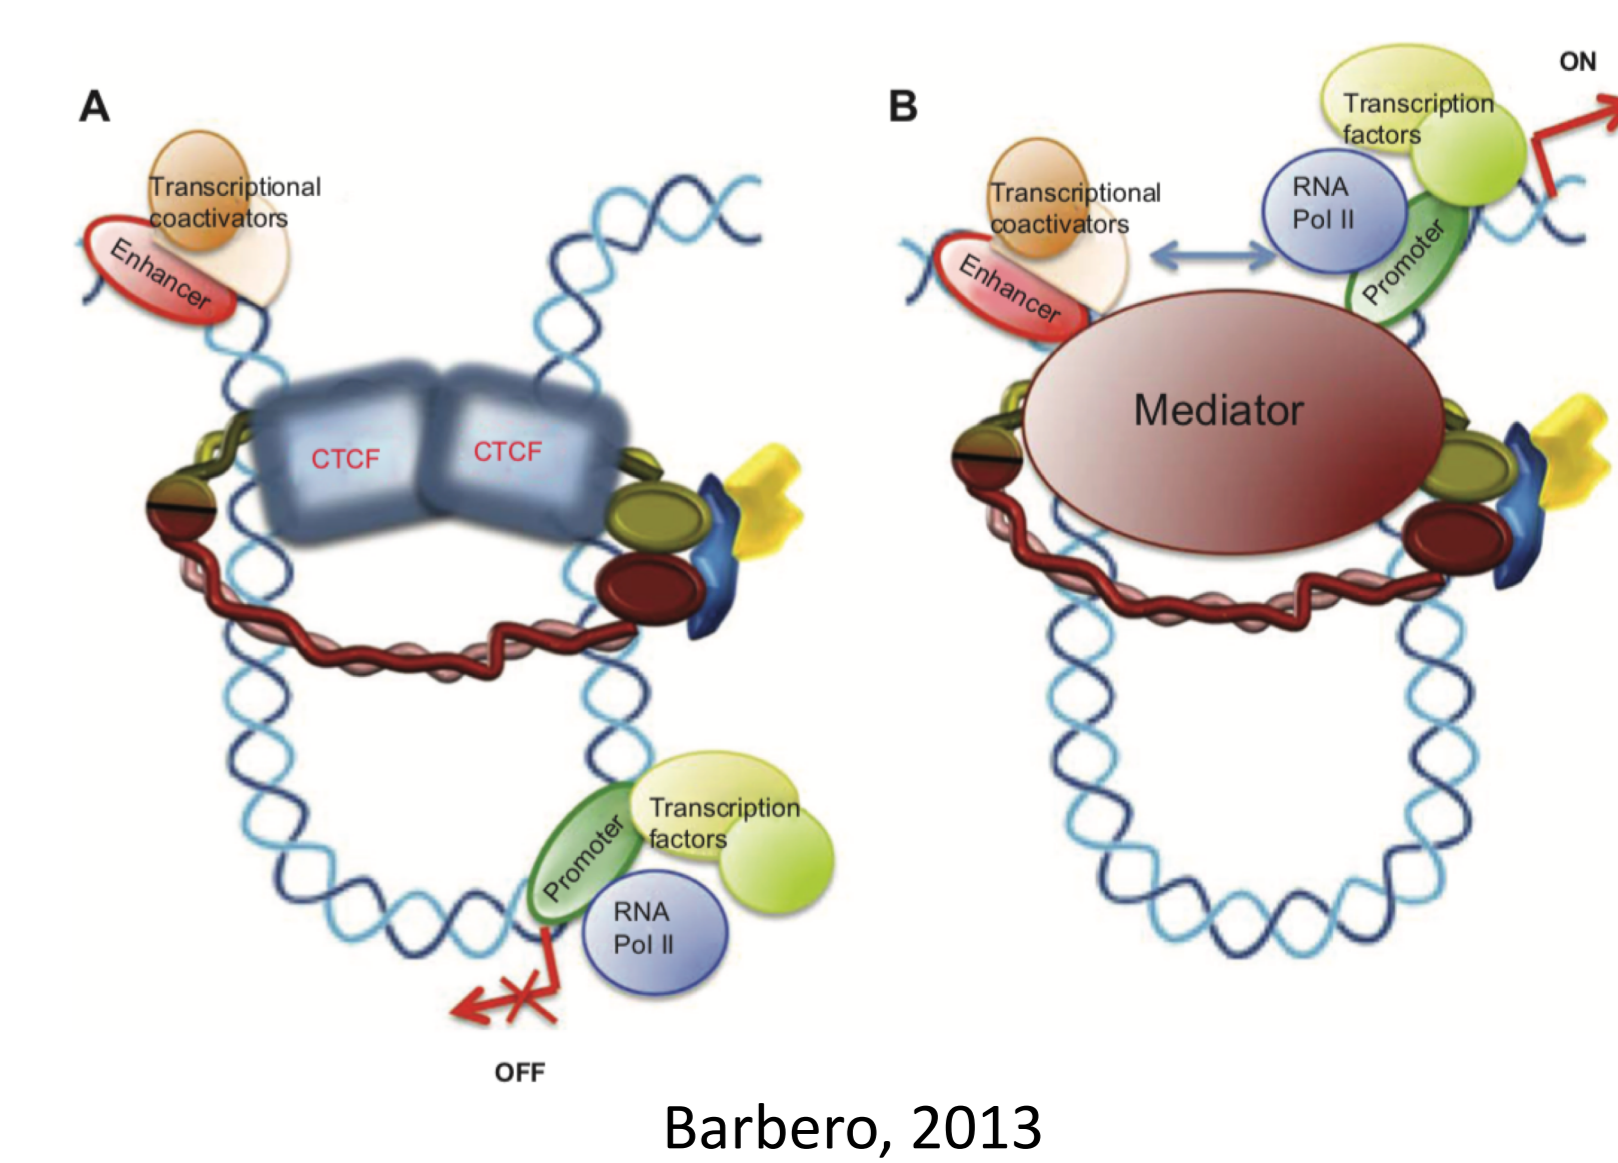 A
Transcriptional
coactivators
Enhancer
CTCF
CTCF
Promoter
Transcription
factors
RNA
Pol II
OFF
B
ON
Transcription
factors
Transcriptional
coactivators
RNA
Pol II
Enhancer
Promoter
Mediator
Barbero, 2013